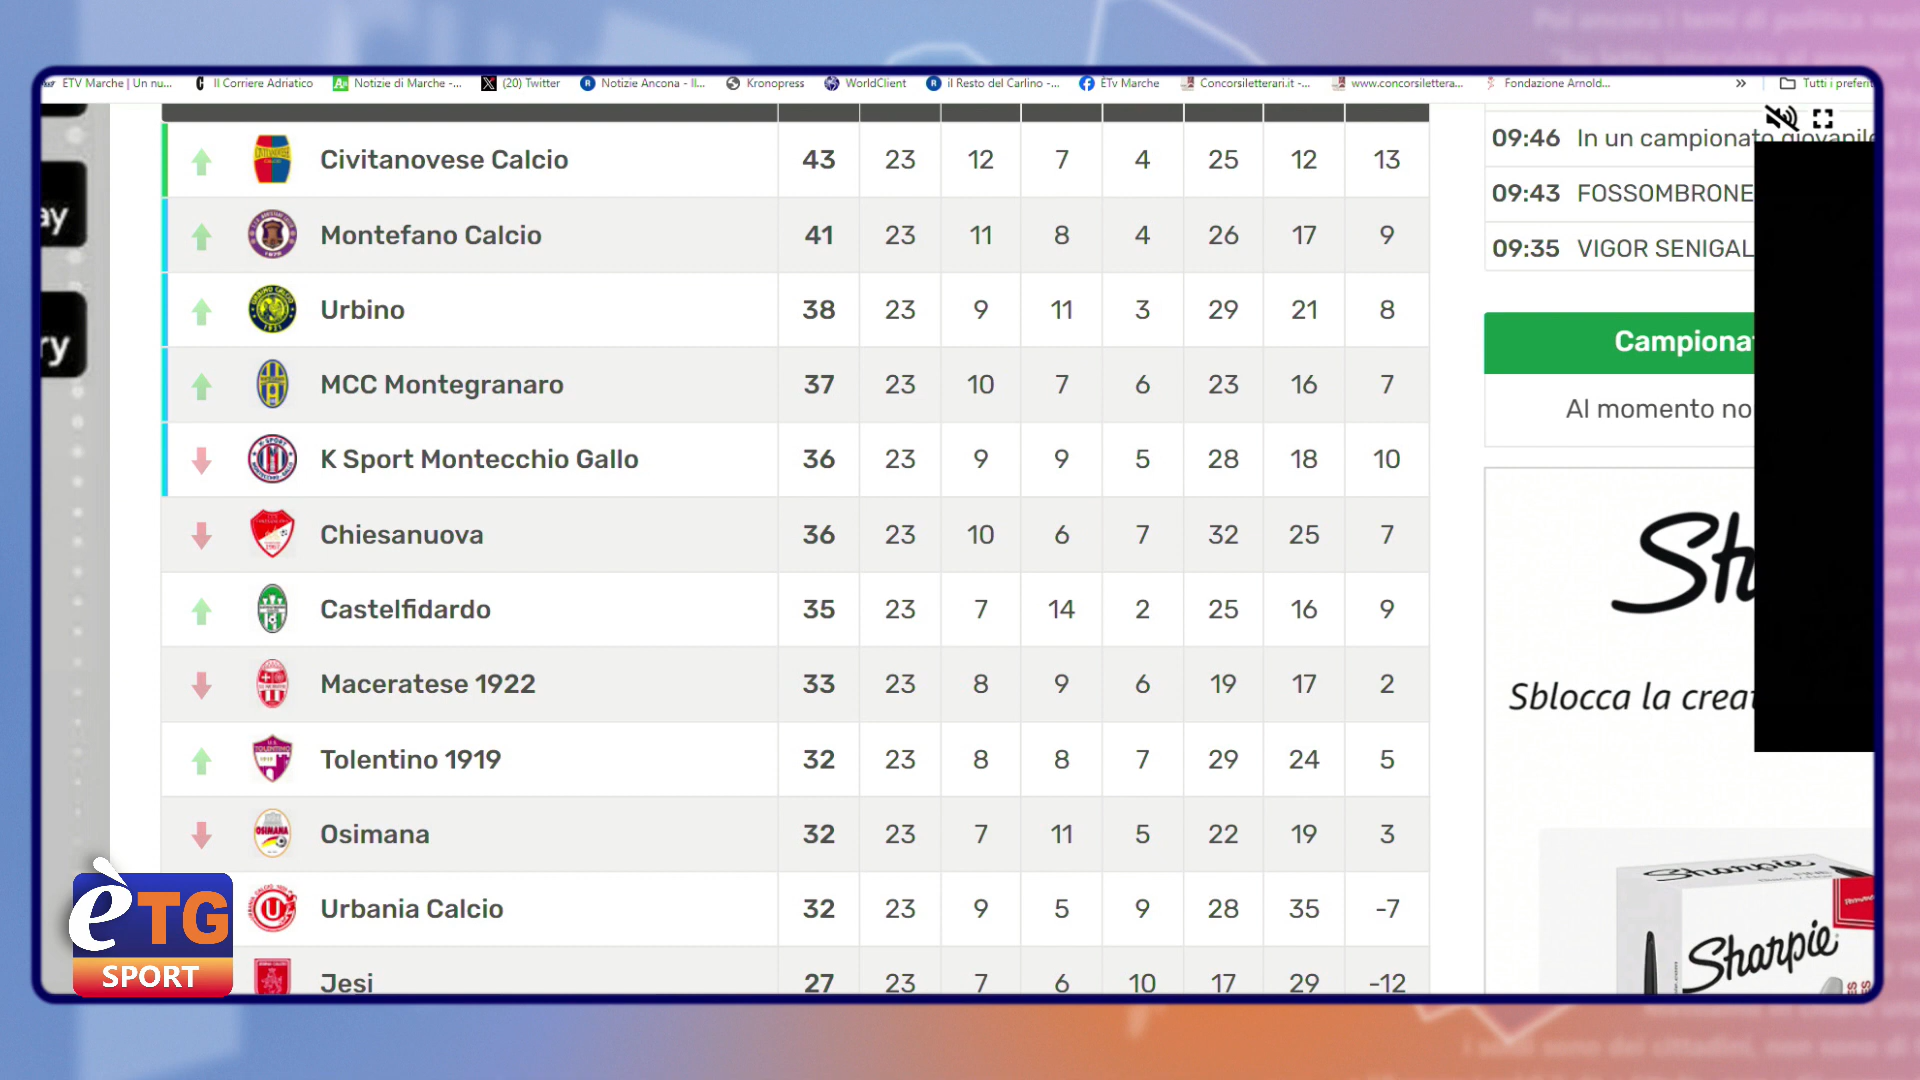 ETV Marche | Un nu...
Il Corriere Adriatico
Notizie di Marche -...
(20) Twitter
Notizie Ancona - Il...
Kronopress
WorldClient
il Resto del Carlino -...
ÈTv Marche
Concorsiletterari.it -...
www.concorsilettera...
Fondazione Arnold...
»
Tutti i preferit
ay
ry
Civitanovese Calcio 43 23 12 7 4 25 12 13
Montefano Calcio 41 23 11 8 4 26 17 9
Urbino 38 23 9 11 3 29 21 8
MCC Montegranaro 37 23 10 7 6 23 16 7
K Sport Montecchio Gallo 36 23 9 9 5 28 18 10
Chiesanuova 36 23 10 6 7 32 25 7
Castelfidardo 35 23 7 14 2 25 16 9
Maceratese 1922 33 23 8 9 6 19 17 2
Tolentino 1919 32 23 8 8 7 29 24 5
Osimana 32 23 7 11 5 22 19 3
Urbania Calcio 32 23 9 5 9 28 35 -7
Jesi 27 23 7 6 10 17 29 -12
09:46 In un campionato giovanile
09:43 FOSSOMBRONE
09:35 VIGOR SENIGAL
Campiona
Al momento no
Sh
Sblocca la crea
Sharpie
Sharpie
OSIMANA
è TG
SPORT